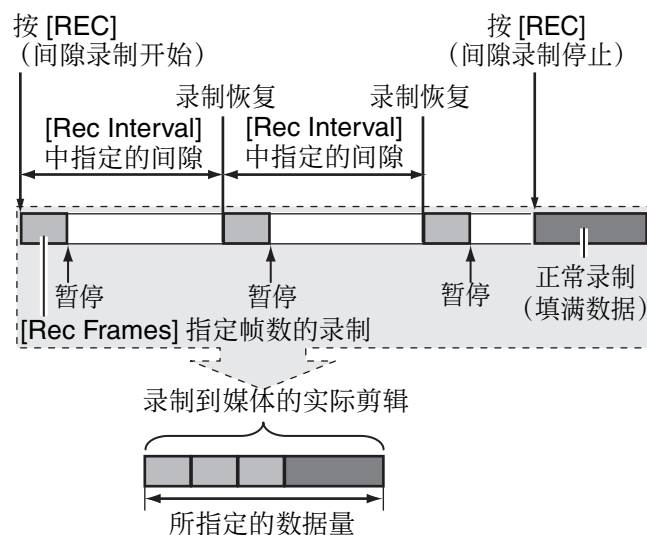 按 [REC]
（间隙录制开始）
按 [REC]
（间隙录制停止）
录制恢复
录制恢复
[Rec Interval]
中指定的间隙
[Rec Interval]
中指定的间隙
暂停
暂停
暂停
正常录制
（填满数据）
[Rec Frames] 指定帧数的录制
录制到媒体的实际剪辑
所指定的数据量